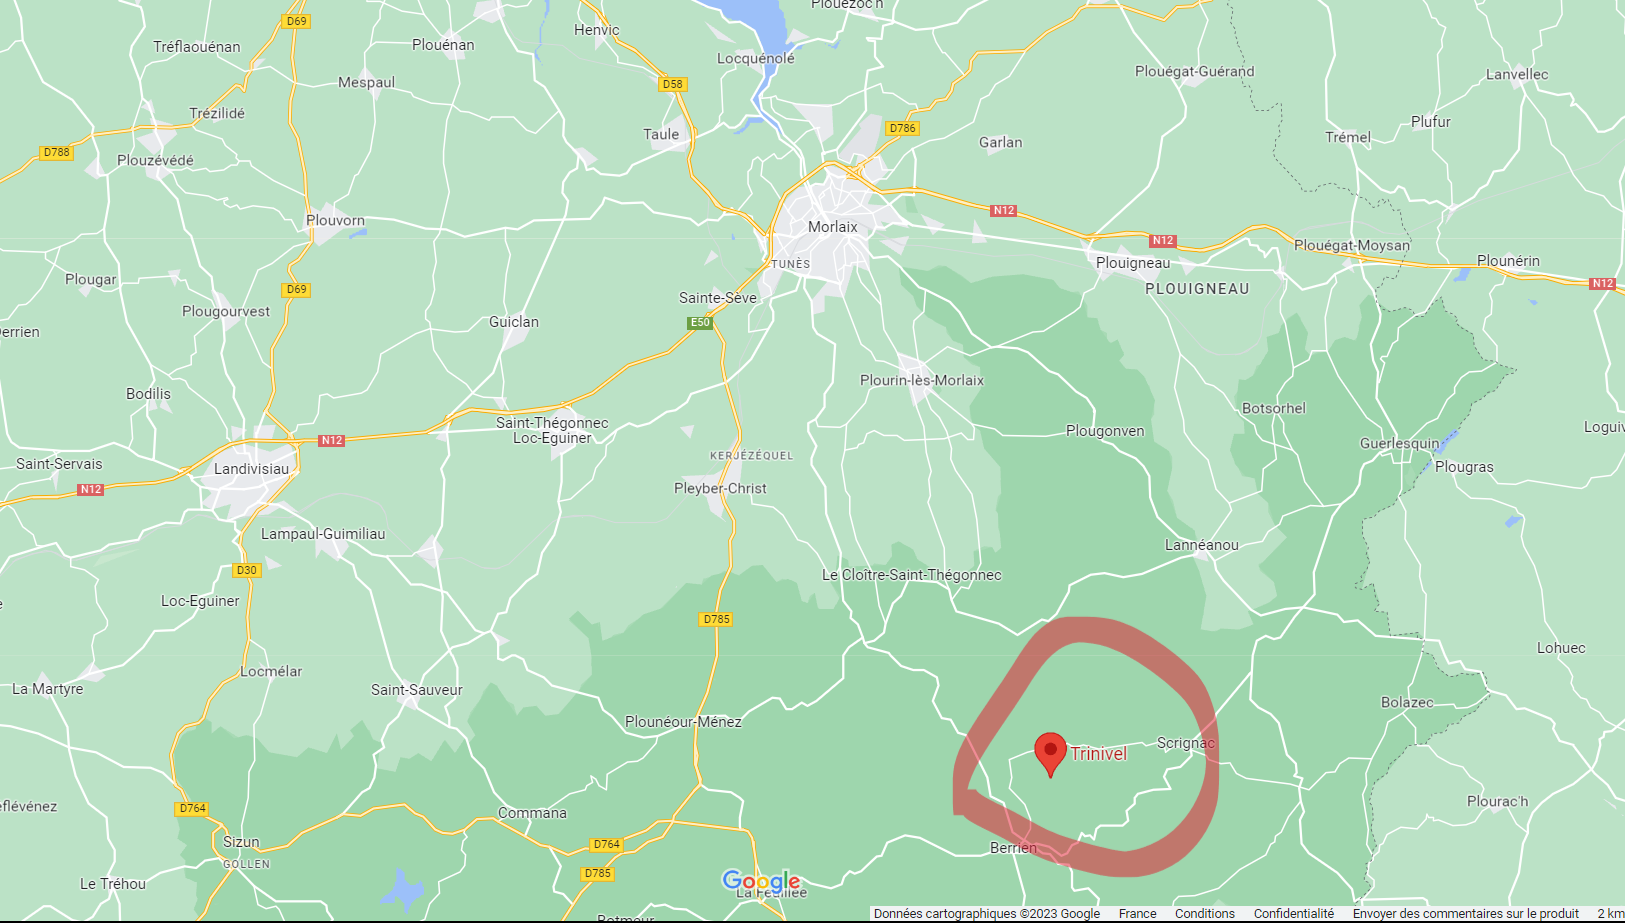 Plouézoc'h
D69
Henvic
Tréflaouénan
Plouénan
Locquénolé
Mespaul
D58
Plouégat-Guérand
Lanvellec
Trézilidé
Taule
D786
Garlan
Trémel
Plufur
D788
Plouzévédé
Plouvorn
Morlaix
N12
N12
Plouégat-Moysan
TUNÈS
Plouigneau
Plounérin
Plougar
D69
PLOUIGNEAU
N12
Sainte-Sève
Plougourvest
Guiclan
E50
errien
Plourin-lès-Morlaix
Bodilis
Botsorhel
Saint-Thégonnec
Loc-Eguiner
Plougonven
Loguiv
N12
Guerlesquin
KERJÉZÉQUEL
Saint-Servais
Landivisiau
Plougras
N12
Pleyber-Christ
Lampaul-Guimiliau
Lannéanou
D30
Le Cloître-Saint-Thégonnec
Loc-Eguiner
D785
Lohuec
Locmélar
La Martyre
Saint-Sauveur
Bolazec
Plounéour-Ménez
Scrignac
Trinivel
eflévénez
D764
Commana
Plourac'h
Sizun
D764
Berrien
GOLLEN
D785
Le Tréhou
Google
La Feuillée
Botmeur
Données cartographiques ©2023 Google France Conditions Confidentialité Envoyer des commentaires sur le produit 2 km